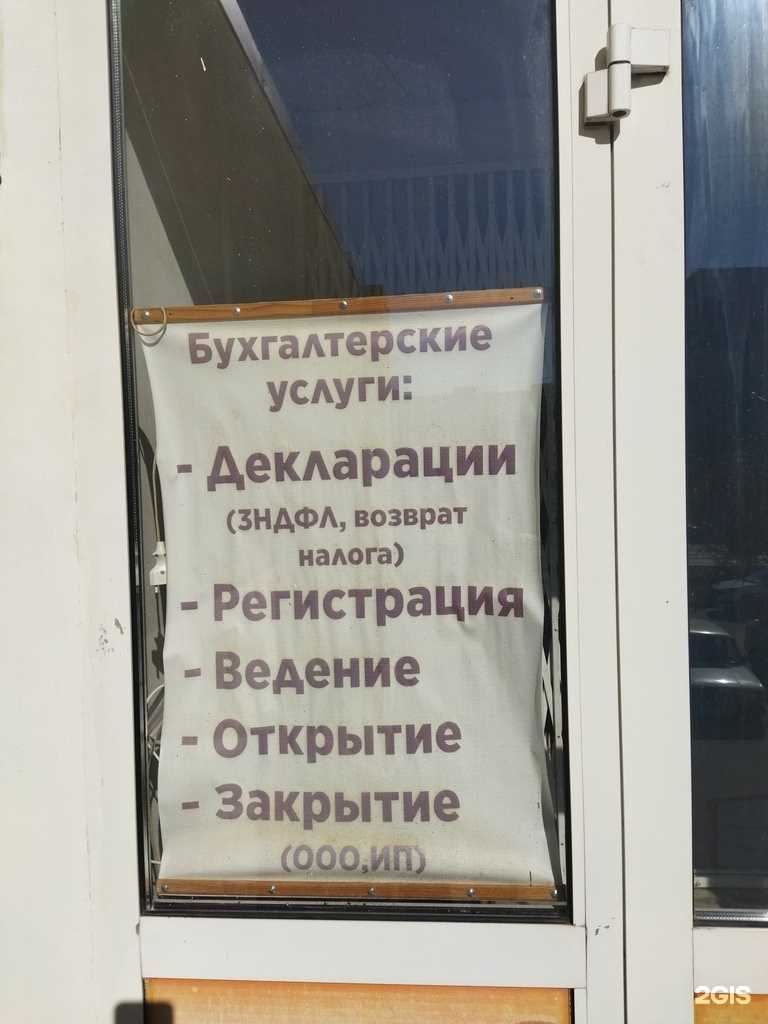 Бухгалтерские
услуги:
- Декларации
(3НДФЛ, возврат
налога)
- Регистрация
- Ведение
- Открытие
- Закрытие
(ООО,ИП)
2GIS